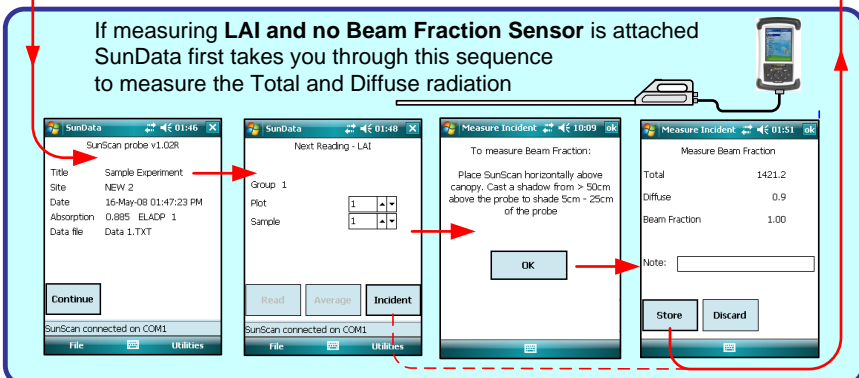 If measuring LAI and no Beam Fraction Sensor is attached
SunData first takes you through this sequence
to measure the Total and Diffuse radiation
SunData 01:46
SunScan probe v1.02R
Title Sample Experiment
Site NEW 2
Date 16-May-08 01:47:23 PM
Absorption 0.885 ELADP 1
Data file Data 1.TXT
Continue
SunScan connected on COM1
File Utilities
SunData 01:48
Next Reading - LAI
Group 1
Plot 1
Sample 1
Read Average Incident
SunScan connected on COM1
File Utilities
Measure Incident 10:09 ok
To measure Beam Fraction:
Place SunScan horizontally above
canopy. Cast a shadow from > 50cm
above the probe to shade 5cm - 25cm
of the probe
OK
Measure Incident 01:51 ok
Measure Beam Fraction
Total 1421.2
Diffuse 0.9
Beam Fraction 1.00
Note:
Store Discard